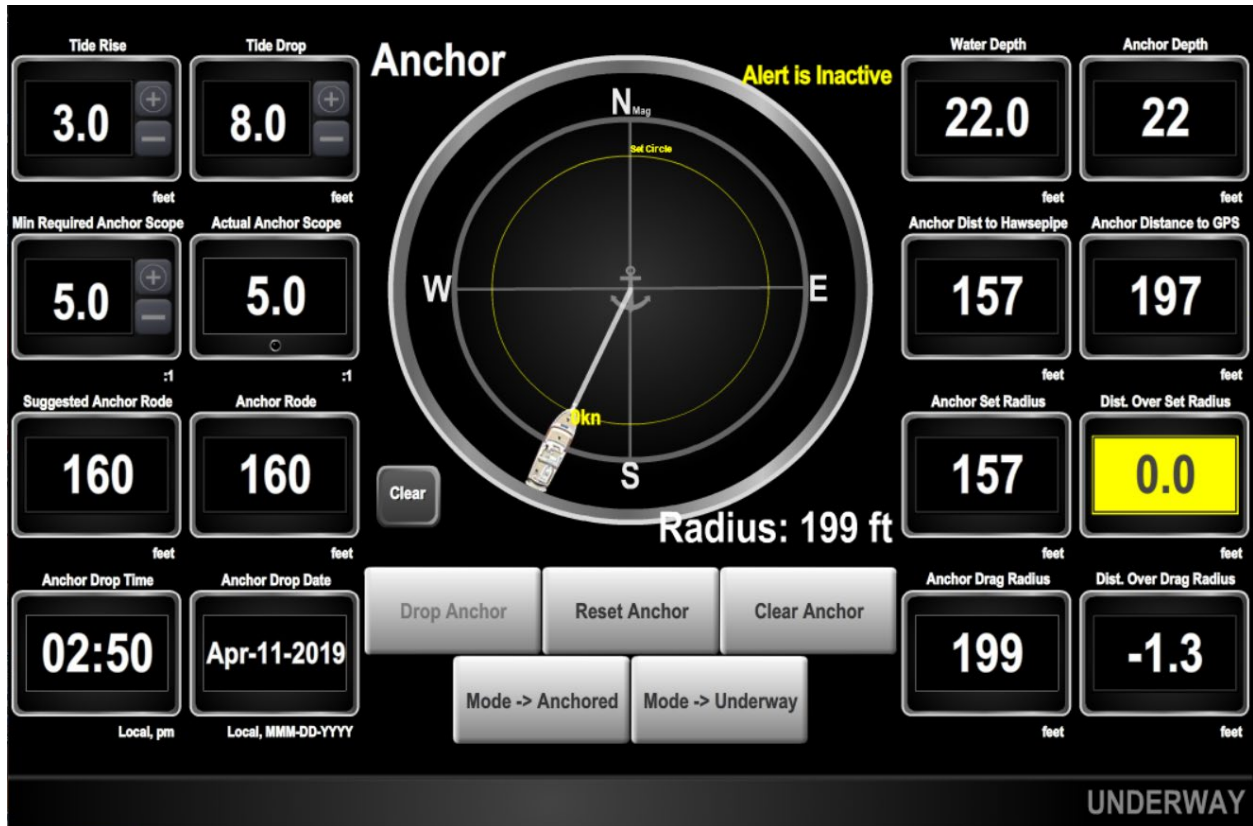 Tide Rise
Tide Drop
3.0
8.0
feet
feet
Min Required Anchor Scope
Actual Anchor Scope
5.0
5.0
:1
:1
Suggested Anchor Rode
Anchor Rode
160
160
feet
feet
Anchor Drop Time
Anchor Drop Date
02:50
Apr-11-2019
Local, pm
Local, MMM-DD-YYYY
Anchor
Alert is Inactive
N Mag
Set Circle
W
E
0kn
S
Clear
Radius: 199 ft
Drop Anchor
Reset Anchor
Clear Anchor
Mode -> Anchored
Mode -> Underway
Water Depth
Anchor Depth
22.0
22
feet
feet
Anchor Dist to Hawsepipe
Anchor Distance to GPS
157
197
feet
feet
Anchor Set Radius
Dist. Over Set Radius
157
0.0
feet
feet
Anchor Drag Radius
Dist. Over Drag Radius
199
-1.3
feet
feet
UNDERWAY